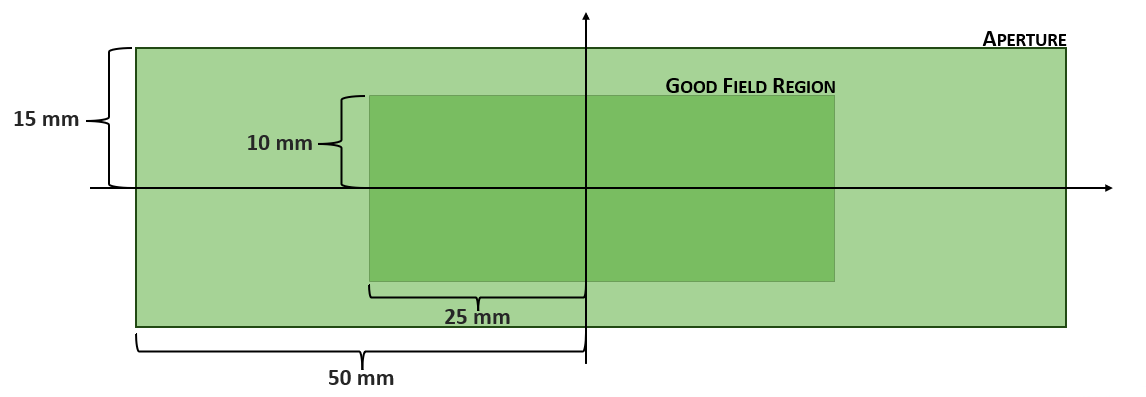 APERTURE
GOOD FIELD REGION
15 mm
10 mm
25 mm
50 mm